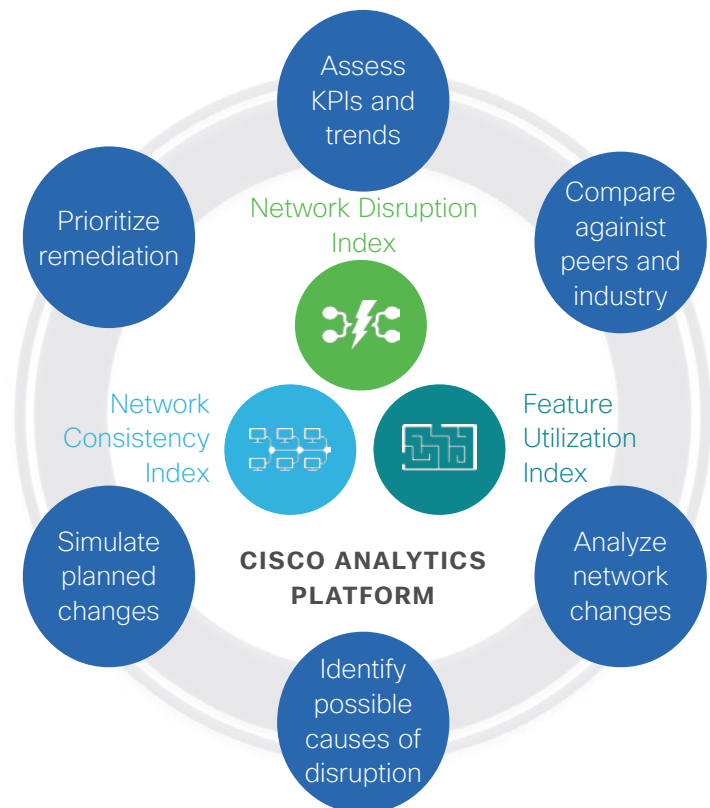 Assess
KPIs and
trends
Compare
againist
peers and
industry
Analyze
network
changes
Identify
possible
causes of
disruption
Simulate
planned
changes
Prioritize
remediation
Network Disruption
Index
Network
Consistency
Index
Feature
Utilization
Index
CISCO ANALYTICS
PLATFORM